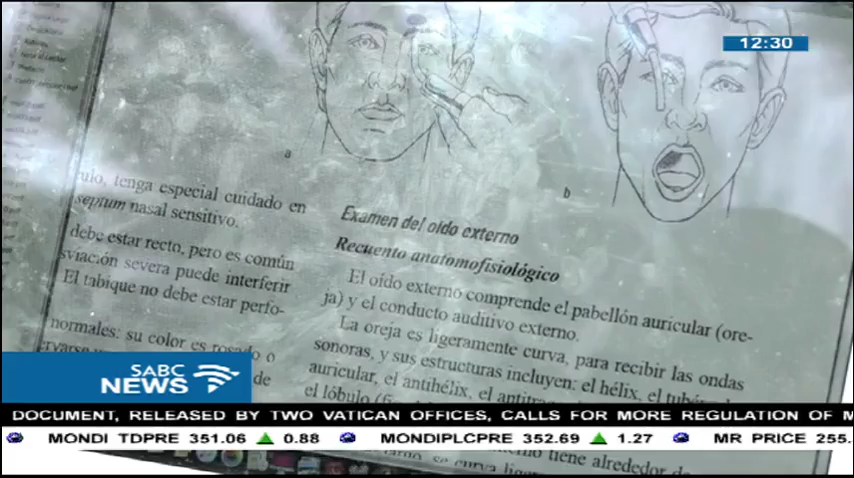 12:30
a
b
tenga especial cuidado en
septum nasal sensitivo.
debe estar recto, pero es común
sviación severa puede interferir
El tabique no debe estar perfo-
normales: su color es rosado o
de
Examen del oído externo
Recuento anatomofisiológico
El oído externo comprende el pabellón auricular (ore-
ja) y el conducto auditivo externo.
La oreja es ligeramente curva, para recibir las ondas
sonoras, y sus estructuras incluyen: el hélix, el
auricular, el antihélix, el
el lóbulo
tiene alrededor de
SABC
NEWS
DOCUMENT, RELEASED BY TWO VATICAN OFFICES, CALLS FOR MORE REGULATION OF M
MONDI TDPRE 351.06 ▲ 0.88 MONDIPLCPRE 352.69 ▲ 1.27 MR PRICE 255.